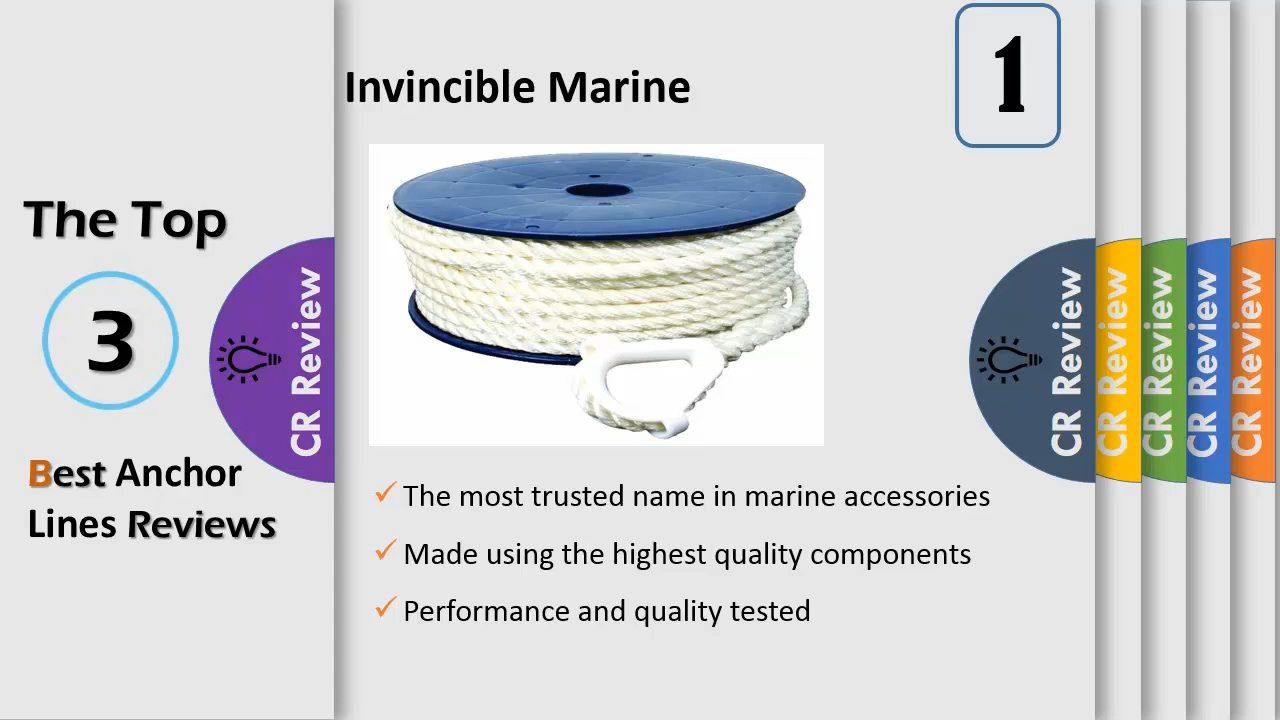 The Top
3
Best Anchor
Lines Reviews
CR Review
Invincible Marine
1
The most trusted name in marine accessories
Made using the highest quality components
Performance and quality tested
CR Review
CR Review
CR Review
CR Review
CR Review